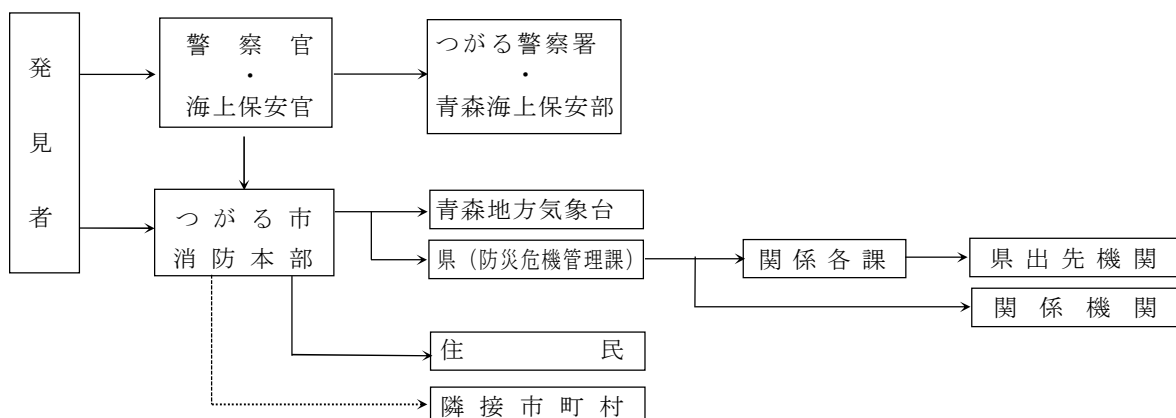 発見者
警察官
・
海上保安官
つがる警察署
・
青森海上保安部
つがる市
消防本部
青森地方気象台
県（防災危機管理課）
関係各課
県出先機関
関係機関
住民
隣接市町村